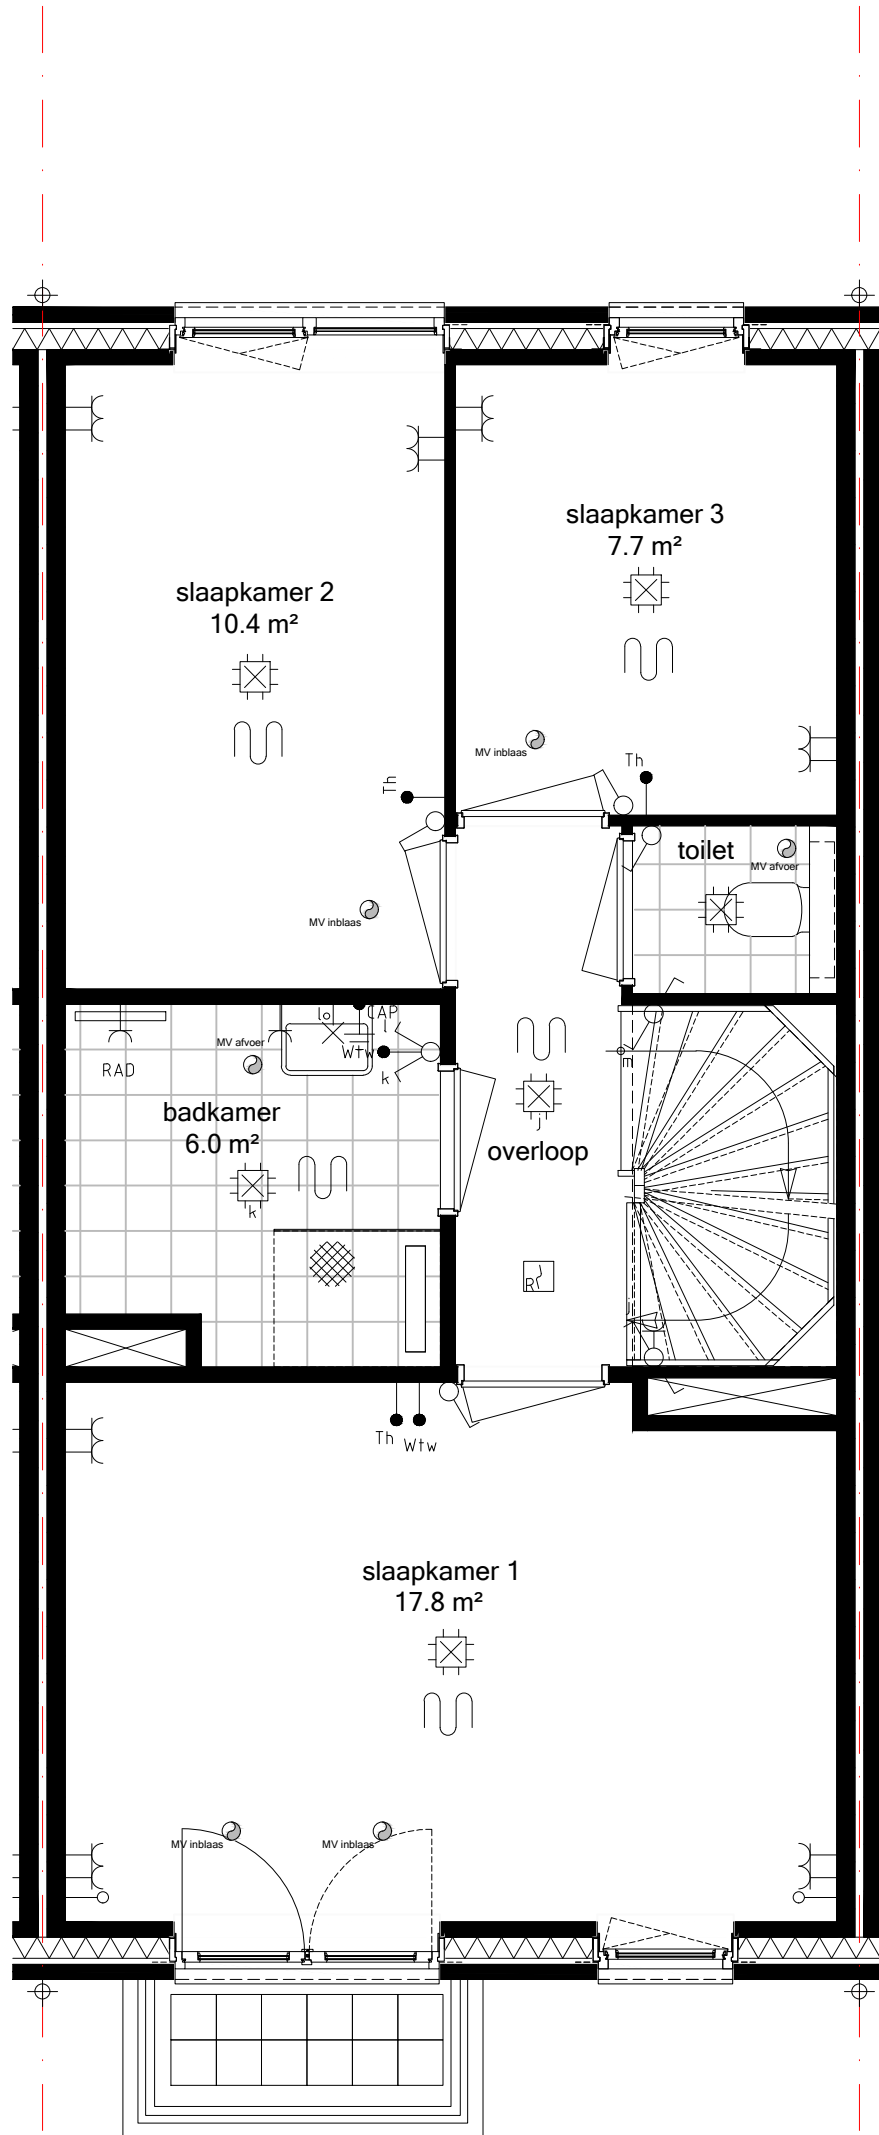 slaapkamer 3
7.7 m²
slaapkamer 2
10.4 m²
MV inblaas
Th
Th
toilet
MV afvoer
MV inblaas
lo
CAP
l
MV afvoer
Wtw
k
RAD
m
badkamer
6.0 m²
j
overloop
k
R
j
Th
Wtw
slaapkamer 1
17.8 m²
MV inblaas
MV inblaas